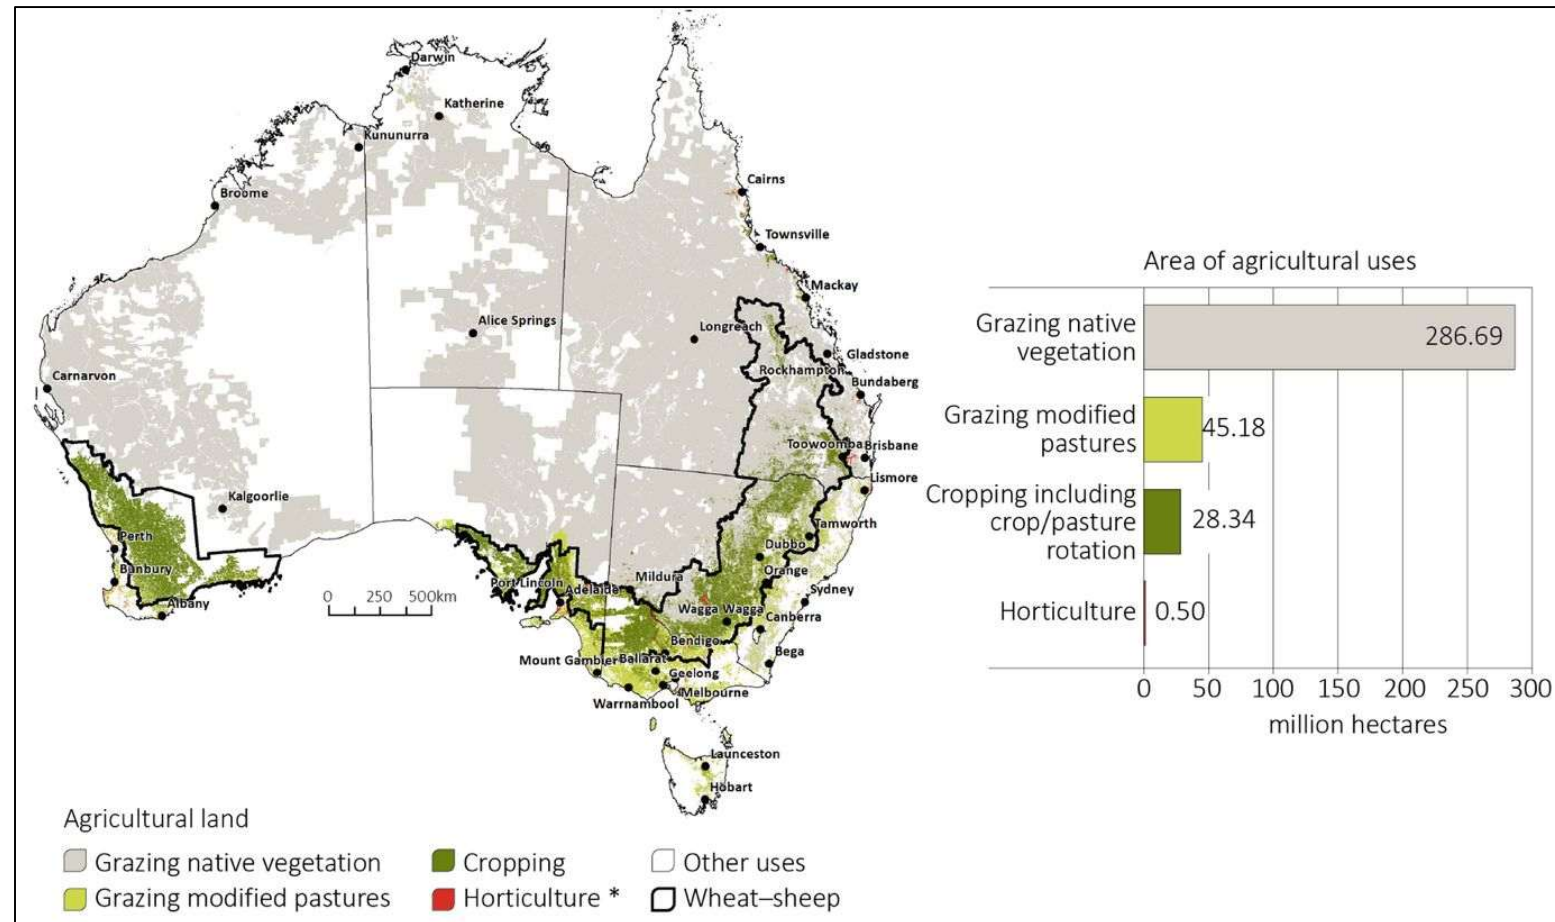 Darwin
Katherine
Kununurra
Broome
Cairns
Townsville
Mackay
Alice Springs
Longreach
Gladstone
Rockhampton
Bundaberg
Carnarvon
Toowoomba
Brisbane
Lismore
Kalgoorlie
Tamworth
Perth
Dubbo
Bunbury
Orange
Mildura
Port Lincoln
Adelaide
Sydney
Albany
0 250 500km
Wagga Wagga
Canberra
Bendigo
Bega
Mount Gambier
Ballarat
Geelong
Melbourne
Warrnambool
Launceston
Hobart
Agricultural land
Grazing native vegetation
Grazing modified pastures
Cropping
Horticulture *
Other uses
Wheat–sheep
Area of agricultural uses
Grazing native
vegetation
286.69
Grazing modified
pastures
45.18
Cropping including
crop/pasture
rotation
28.34
Horticulture
0.50
0 50 100 150 200 250 300
million hectares